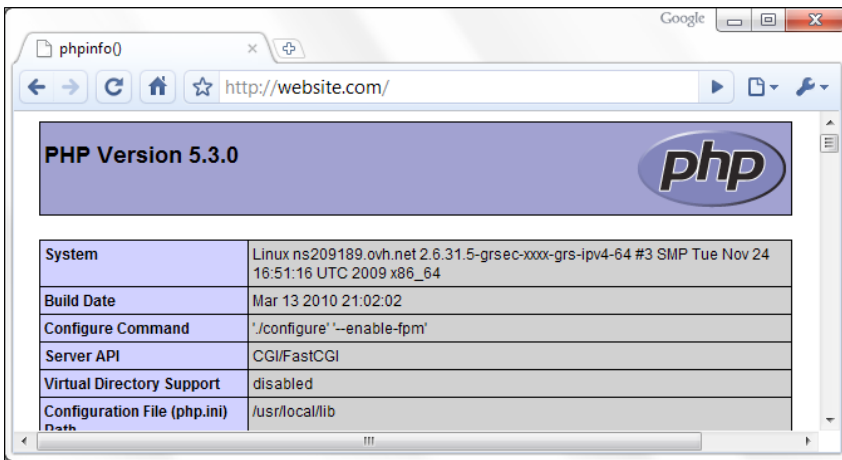 Google
phpinfo()
http://website.com/
PHP Version 5.3.0
php
System
Linux ns209189.ovh.net 2.6.31.5-grsec-xxxx-grs-ipv4-64 #3 SMP Tue Nov 24
16:51:16 UTC 2009 x86_64
Build Date
Mar 13 2010 21:02:02
Configure Command
'./configure' '--enable-fpm'
Server API
CGI/FastCGI
Virtual Directory Support
disabled
Configuration File (php.ini)
Path
/usr/local/lib